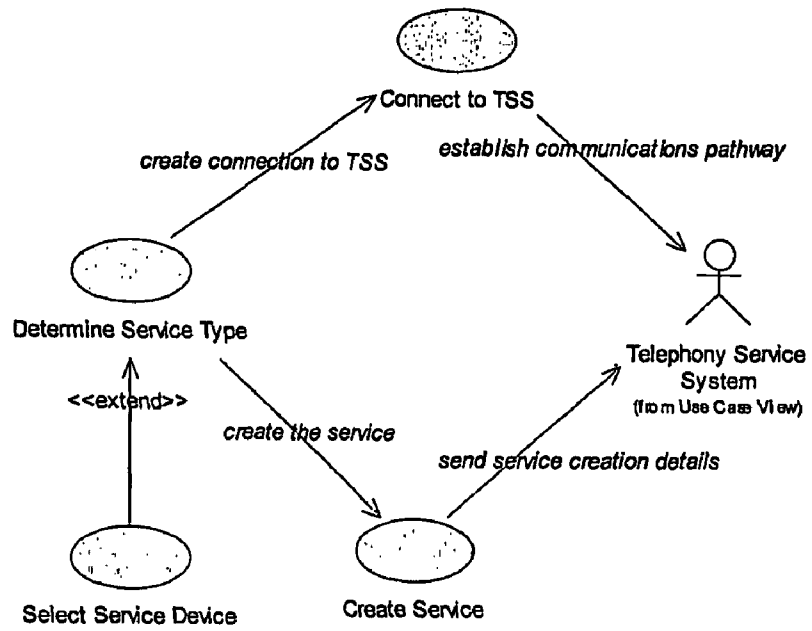 Connect to TSS
create connection to TSS
establish communications pathway
Determine Service Type
Telephony Service
System
(from Use Case View)
<<extend>>
create the service
send service creation details
Select Service Device
Create Service